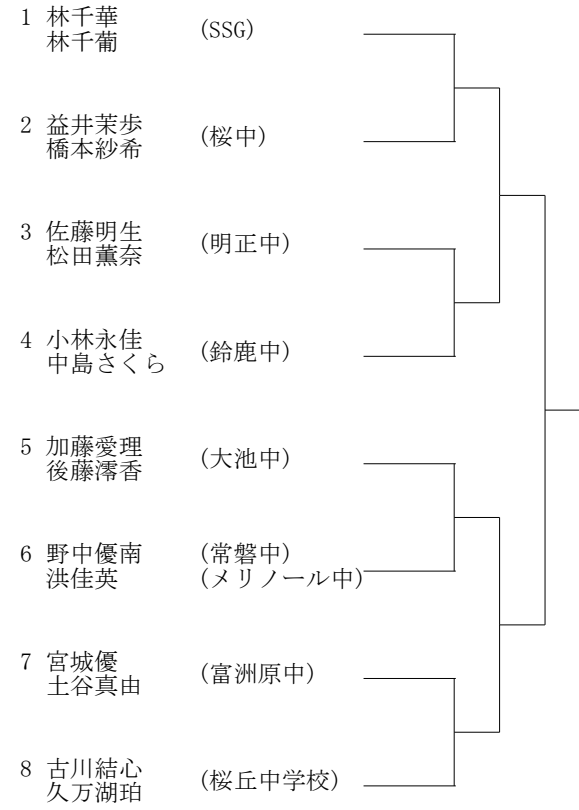 1 林千華 (SSG)
林千葡
2 益井茉歩 (桜中)
橋本紗希
3 佐藤明生 (明正中)
松田薫奈
4 小林永佳 (鈴鹿中)
中島さくら
5 加藤愛理 (大池中)
後藤澪香
6 野中優南 (常磐中)
洪佳英 (メリノール中)
7 宮城優 (富洲原中)
土谷真由
8 古川結心 (桜丘中学校)
久万湖珀